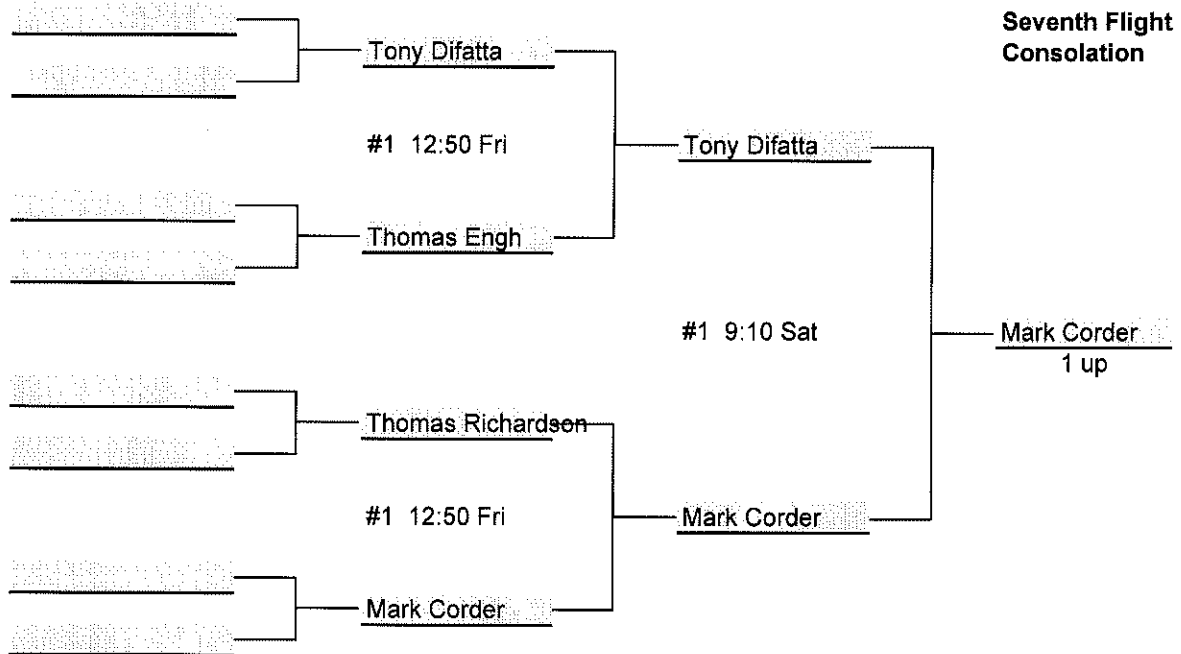 Seventh Flight
Consolation
Tony Difatta
#1 12:50 Fri
Tony Difatta
Thomas Engh
#1 9:10 Sat
Mark Corder
1 up
Thomas Richardson
#1 12:50 Fri
Mark Corder
Mark Corder